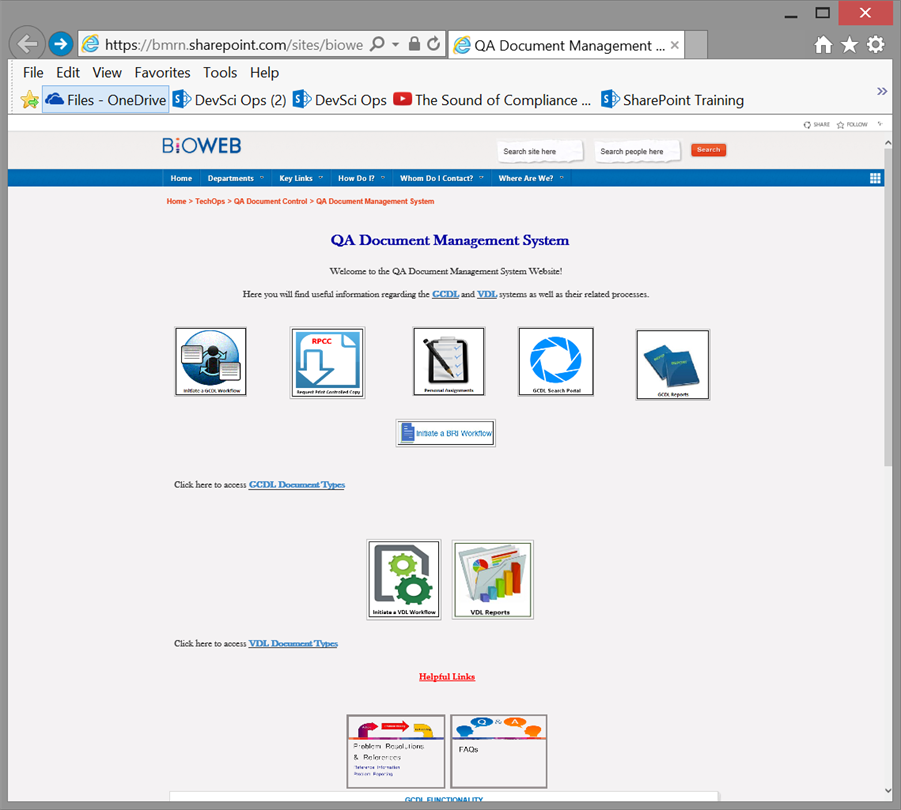 https://bmrn.sharepoint.com/sites/biowe
QA Document Management ...
File Edit View Favorites Tools Help
Files - OneDrive DevSci Ops (2) DevSci Ops The Sound of Compliance ... SharePoint Training
SHARE FOLLOW
BiOWEB
Search site here Search people here Search
Home Departments Key Links How Do I? Whom Do I Contact? Where Are We?
Home > TechOps > QA Document Control > QA Document Management System
QA Document Management System
Welcome to the QA Document Management System Website!
Here you will find useful information regarding the GCDL and VDL systems as well as their related processes.
RPCC
Initiate a GCDL Workflow Request Print Controlled Copy Personal Assignments GCDL Search Portal GCDL Reports
Initiate a BRI Workflow
Click here to access GCDL Document Types
Initiate a VDL Workflow VDL Reports
Click here to access VDL Document Types
Helpful Links
Q & A
Problem Resolutions
& References
FAQs
Reference Information
Problem Reporting
GCDL FUNCTIONALITY